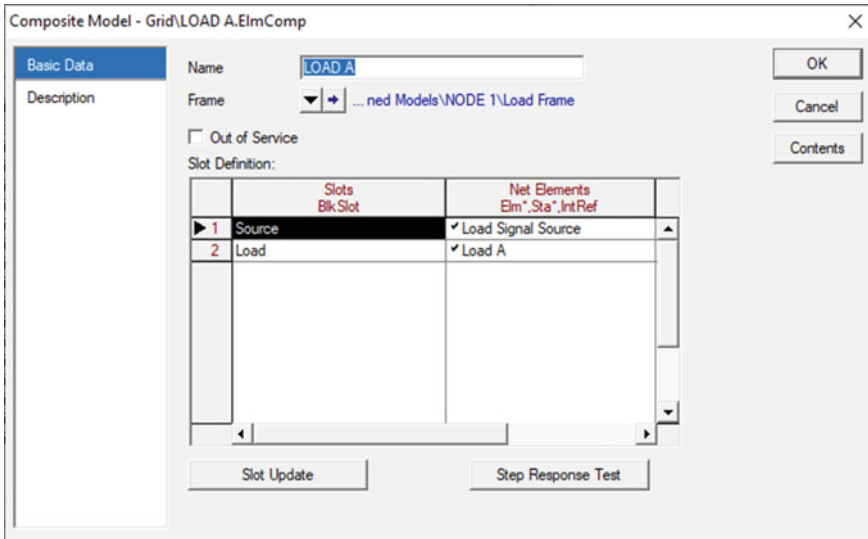 Composite Model - Grid\LOAD A.ElmComp
Basic Data
Description
Name LOAD A
Frame ... ned Models\NODE 1\Load Frame
Out of Service
Slot Definition:
Slots Net Elements
BlkSlot Elm*,Sta*,IntRef
1 Source Load Signal Source
2 Load Load A
Slot Update Step Response Test
OK
Cancel
Contents